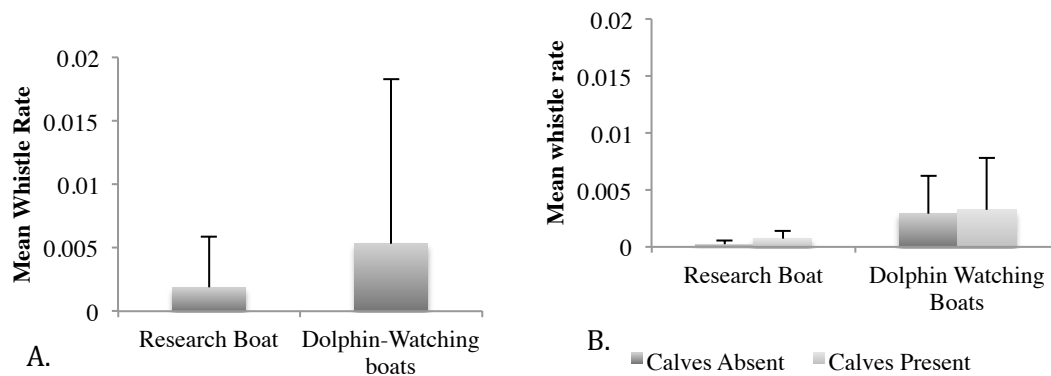 Mean Whistle Rate
0.02
0.015
0.01
0.005
0
Research Boat
Dolphin-Watching
boats
A.
Mean whistle rate
0.02
0.015
0.01
0.005
0
Research Boat
Dolphin Watching
Boats
B.
Calves Absent
Calves Present